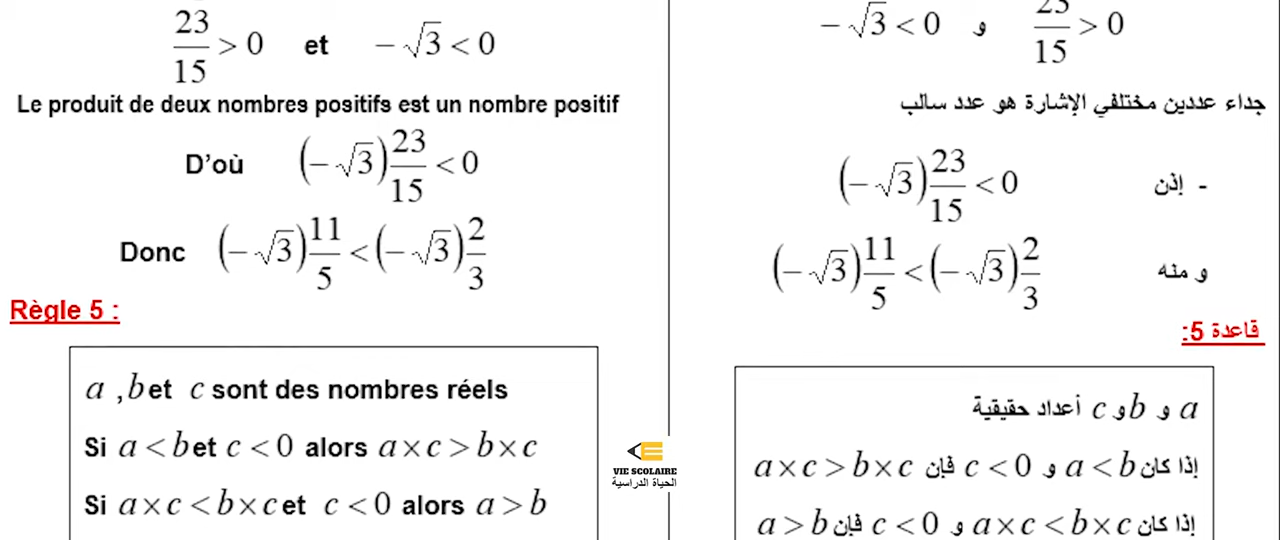 23/15 > 0 et −√3 < 0
Le produit de deux nombres positifs est un nombre positif
D'où (−√3)23/15 < 0
Donc (−√3)11/5 < (−√3)2/3
Règle 5 :
a , b et c sont des nombres réels
Si a < b et c < 0 alors a × c > b × c
Si a × c < b × c et c < 0 alors a > b
VIE SCOLAIRE
الحياة الدراسية
−√3 < 0 و 23/15 > 0
جداء عددين مختلفي الإشارة هو عدد سالب
- إذن (−√3)23/15 < 0
و منه (−√3)11/5 < (−√3)2/3
قاعدة 5:
a و b و c أعداد حقيقية
إذا كان a < b و c < 0 فإن a × c > b × c
إذا كان a × c < b × c و c < 0 فإن a > b